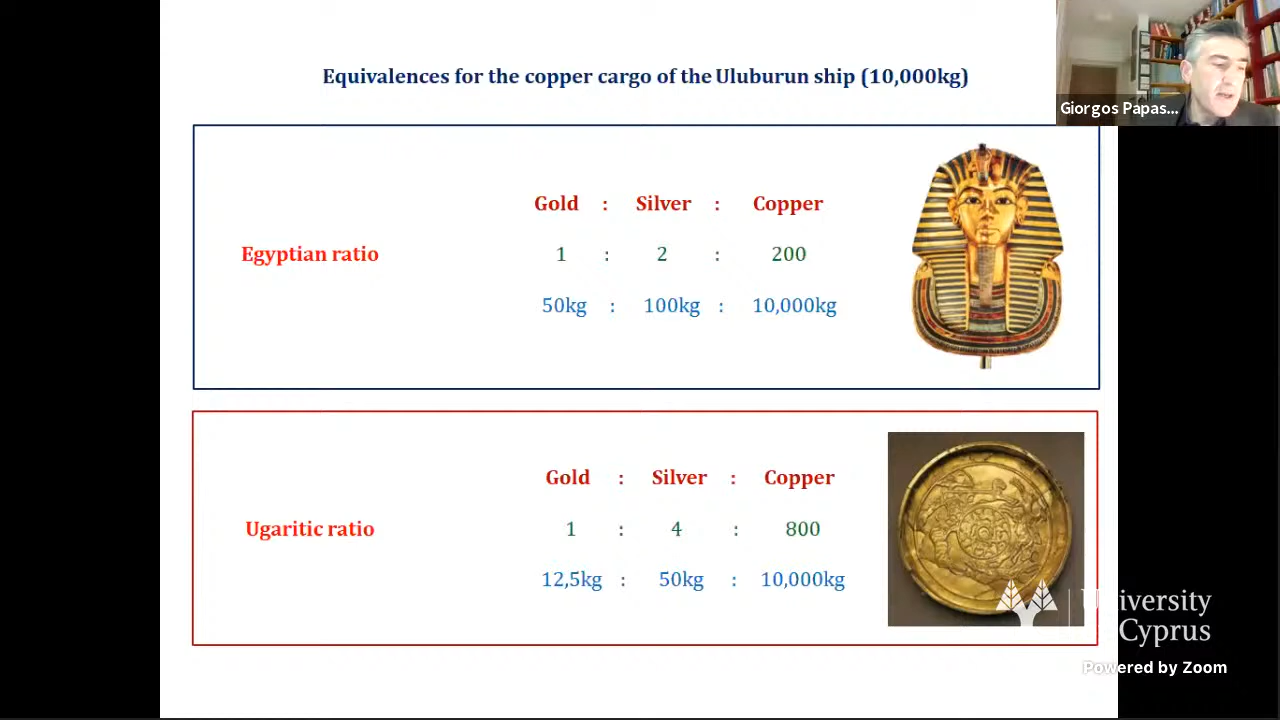 Equivalences for the copper cargo of the Uluburun ship (10,000kg)
Giorgos Papas...
Gold : Silver : Copper
Egyptian ratio 1 : 2 : 200
50kg : 100kg : 10,000kg
Gold : Silver : Copper
Ugaritic ratio 1 : 4 : 800
12,5kg : 50kg : 10,000kg
University
Cyprus
Powered by Zoom